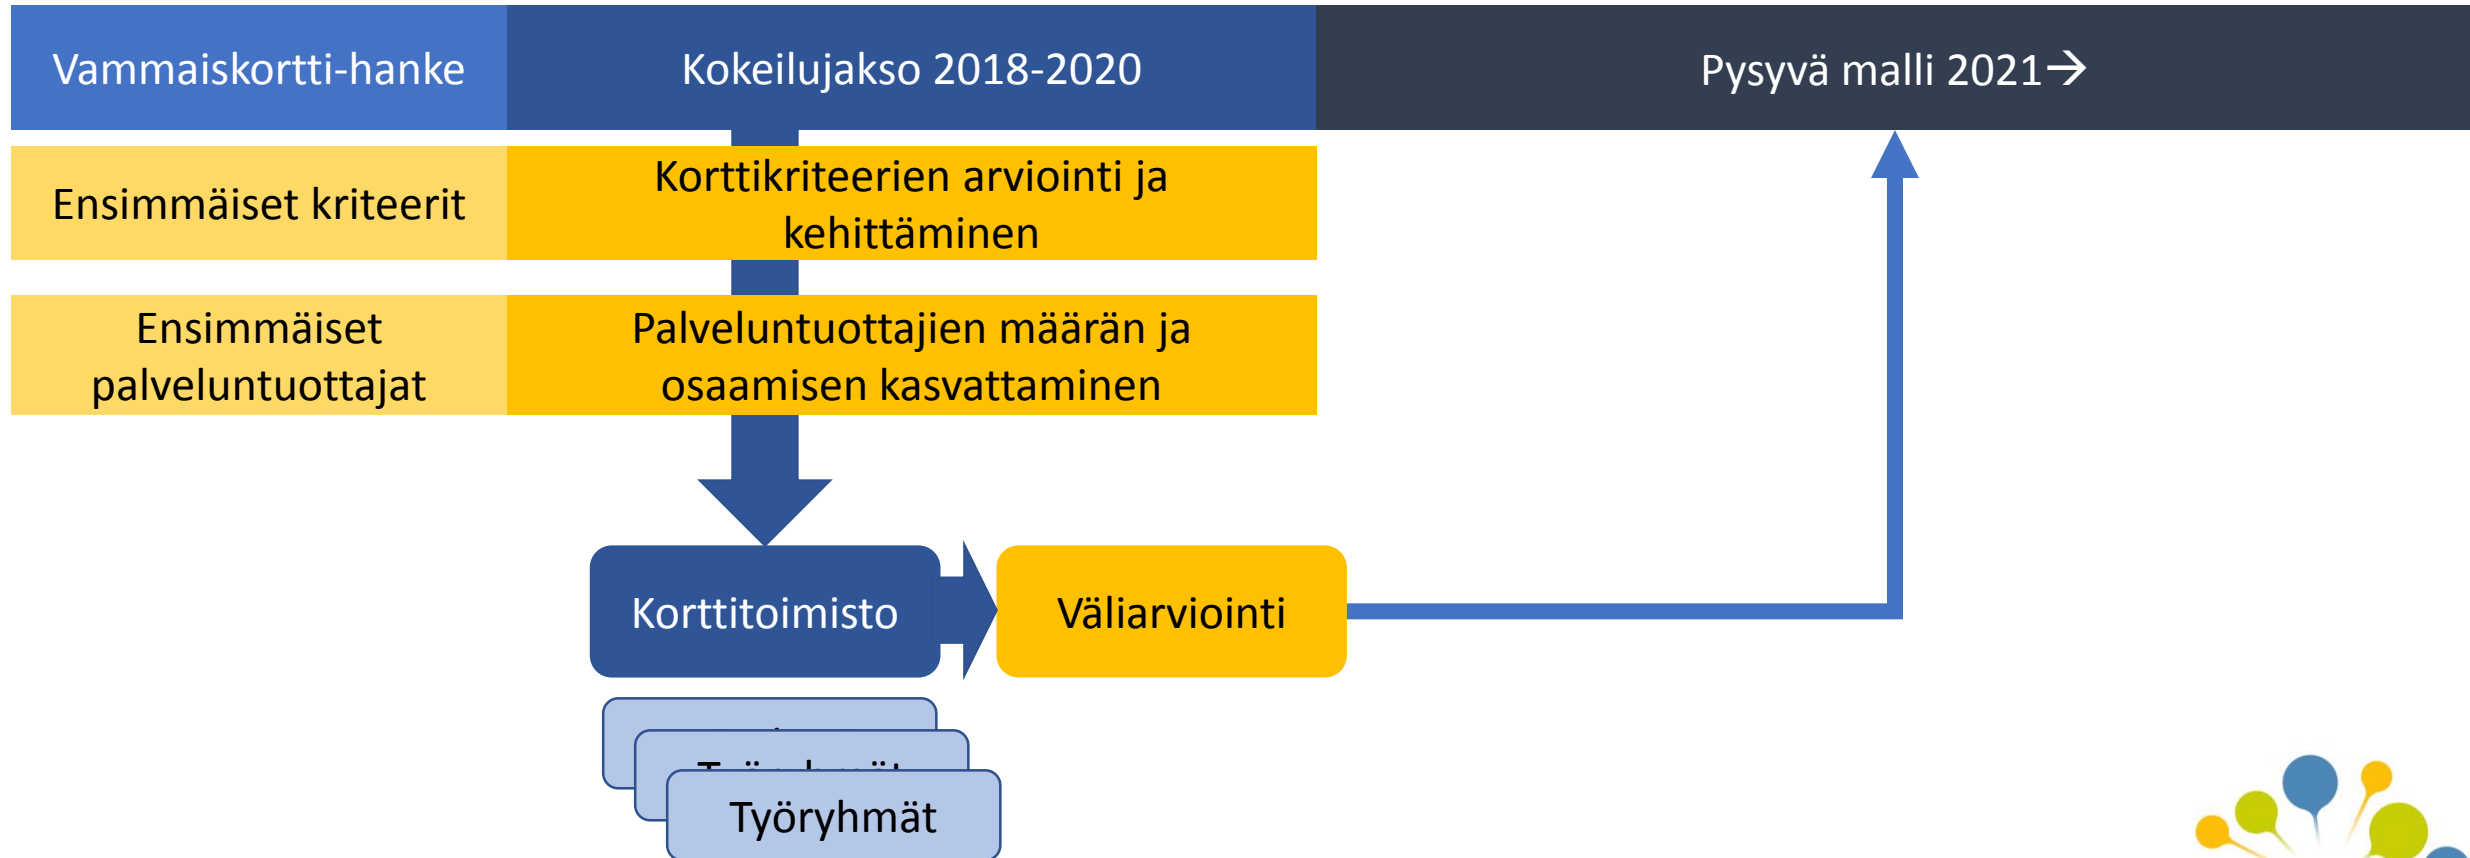 Vammaiskortti-hanke
Kokeilujakso 2018-2020
Pysyvä malli 2021→
Ensimmäiset kriteerit
Korttikriteerien arviointi ja
kehittäminen
Ensimmäiset
palveluntuottajat
Palveluntuottajien määrän ja
osaamisen kasvattaminen
Korttitoimisto
Väliarviointi
Työryhmät
Työryhmät